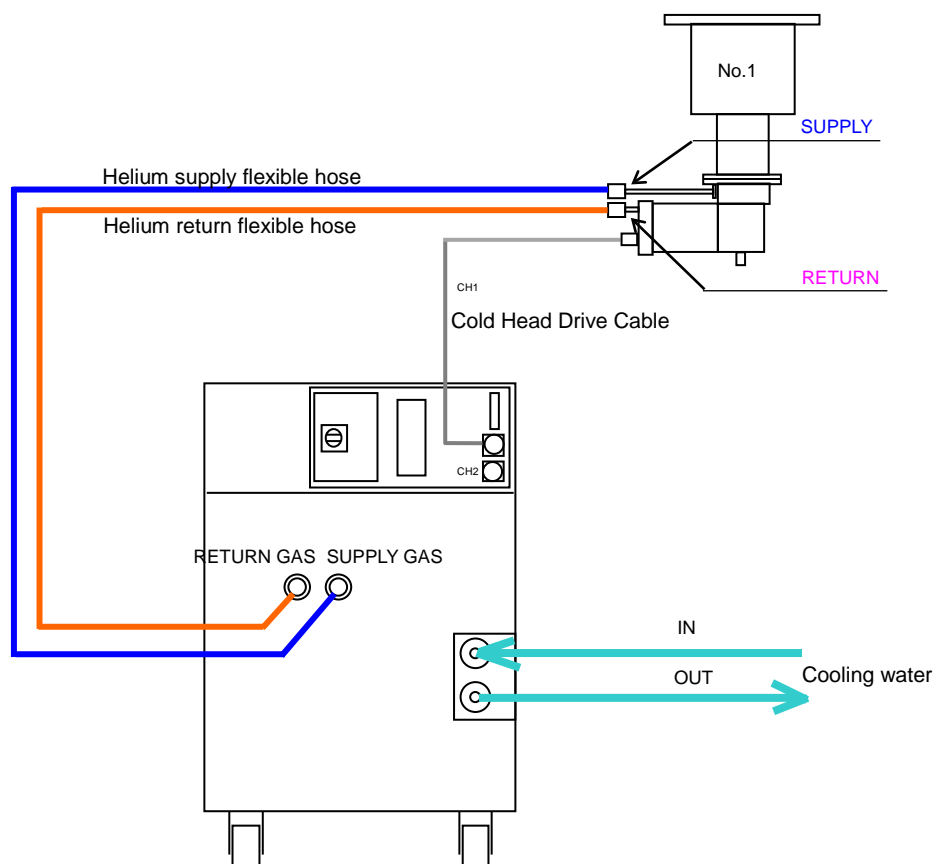 No.1
SUPPLY
Helium supply flexible hose
Helium return flexible hose
RETURN
CH1
Cold Head Drive Cable
CH2
RETURN GAS
SUPPLY GAS
IN
OUT
Cooling water